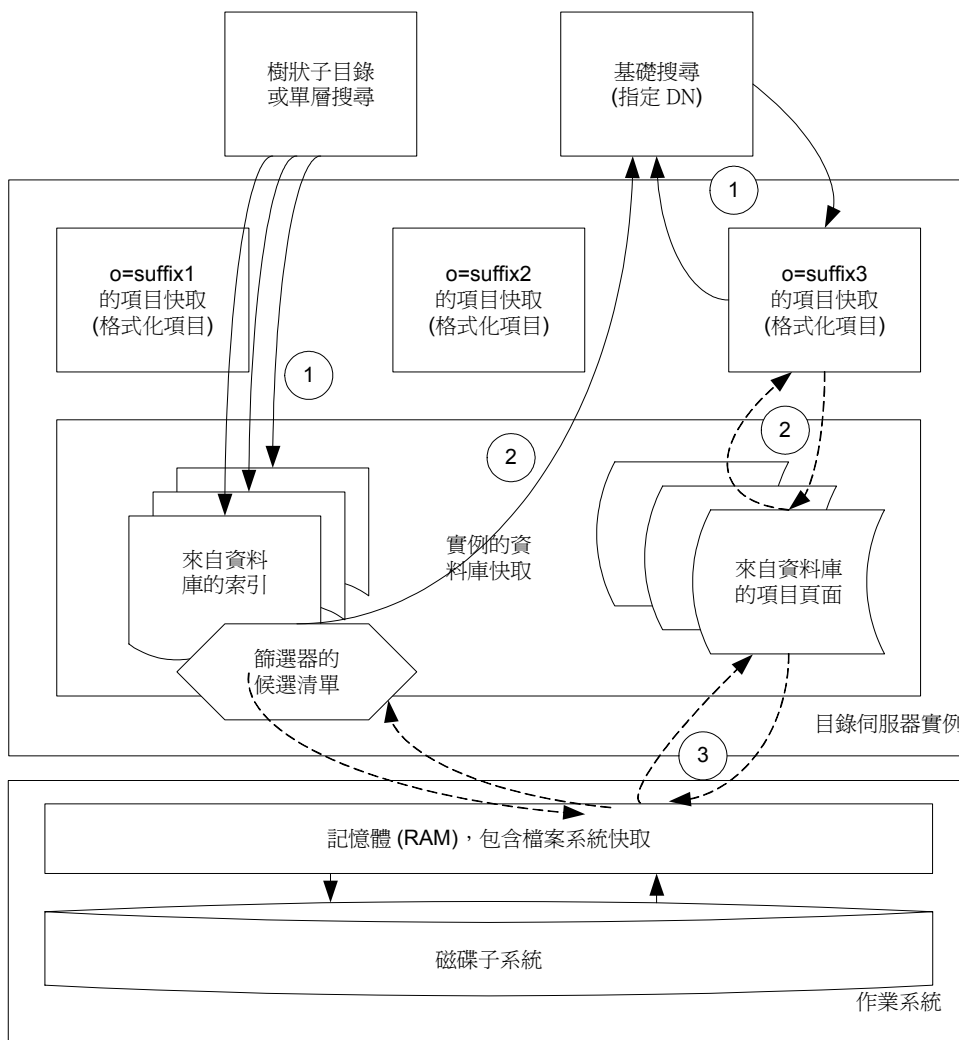 樹狀子目錄
或單層搜尋
基礎搜尋
(指定 DN)
1
o=suffix1
的項目快取
(格式化項目)
o=suffix2
的項目快取
(格式化項目)
o=suffix3
的項目快取
(格式化項目)
1
2
2
來自資料
庫的索引
實例的資
料庫快取
來自資料庫
的項目頁面
篩選器的
候選清單
目錄伺服器實例
3
記憶體 (RAM)，包含檔案系統快取
磁碟子系統
作業系統